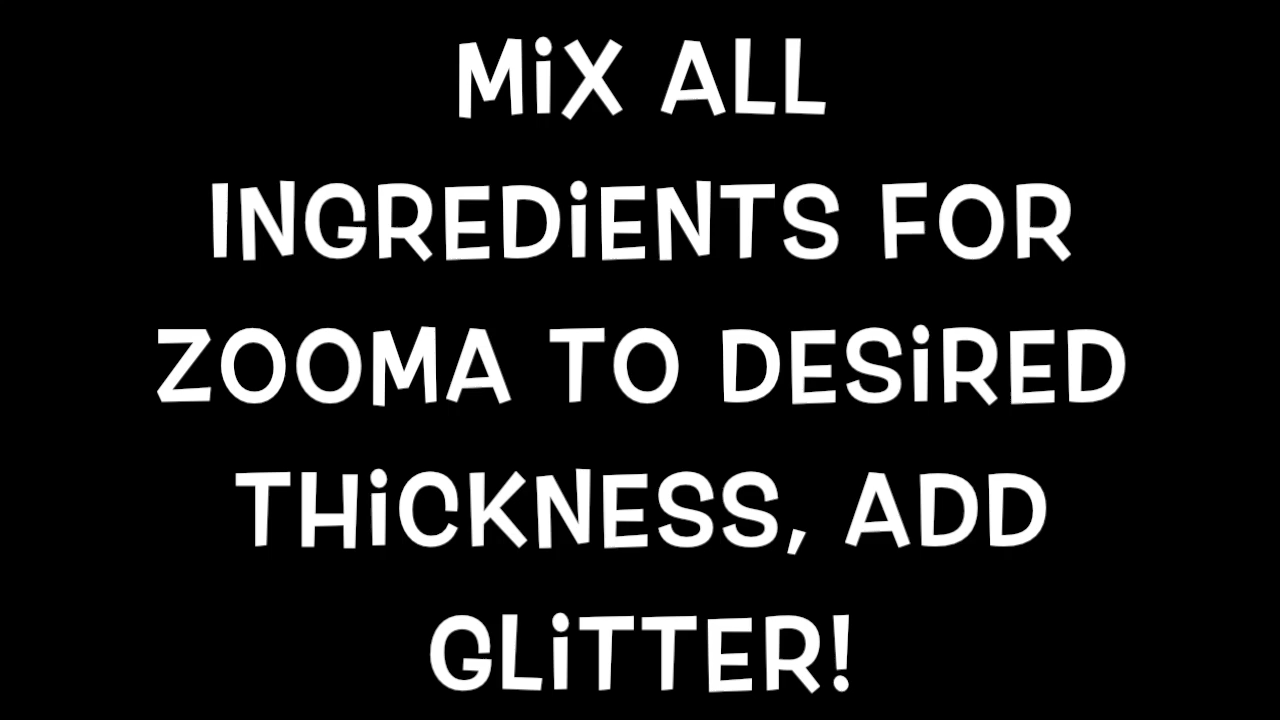 MiX ALL
INGREDiENTS FOR
ZOOMA TO DESiRED
THiCKNESS, ADD
GLiTTER!